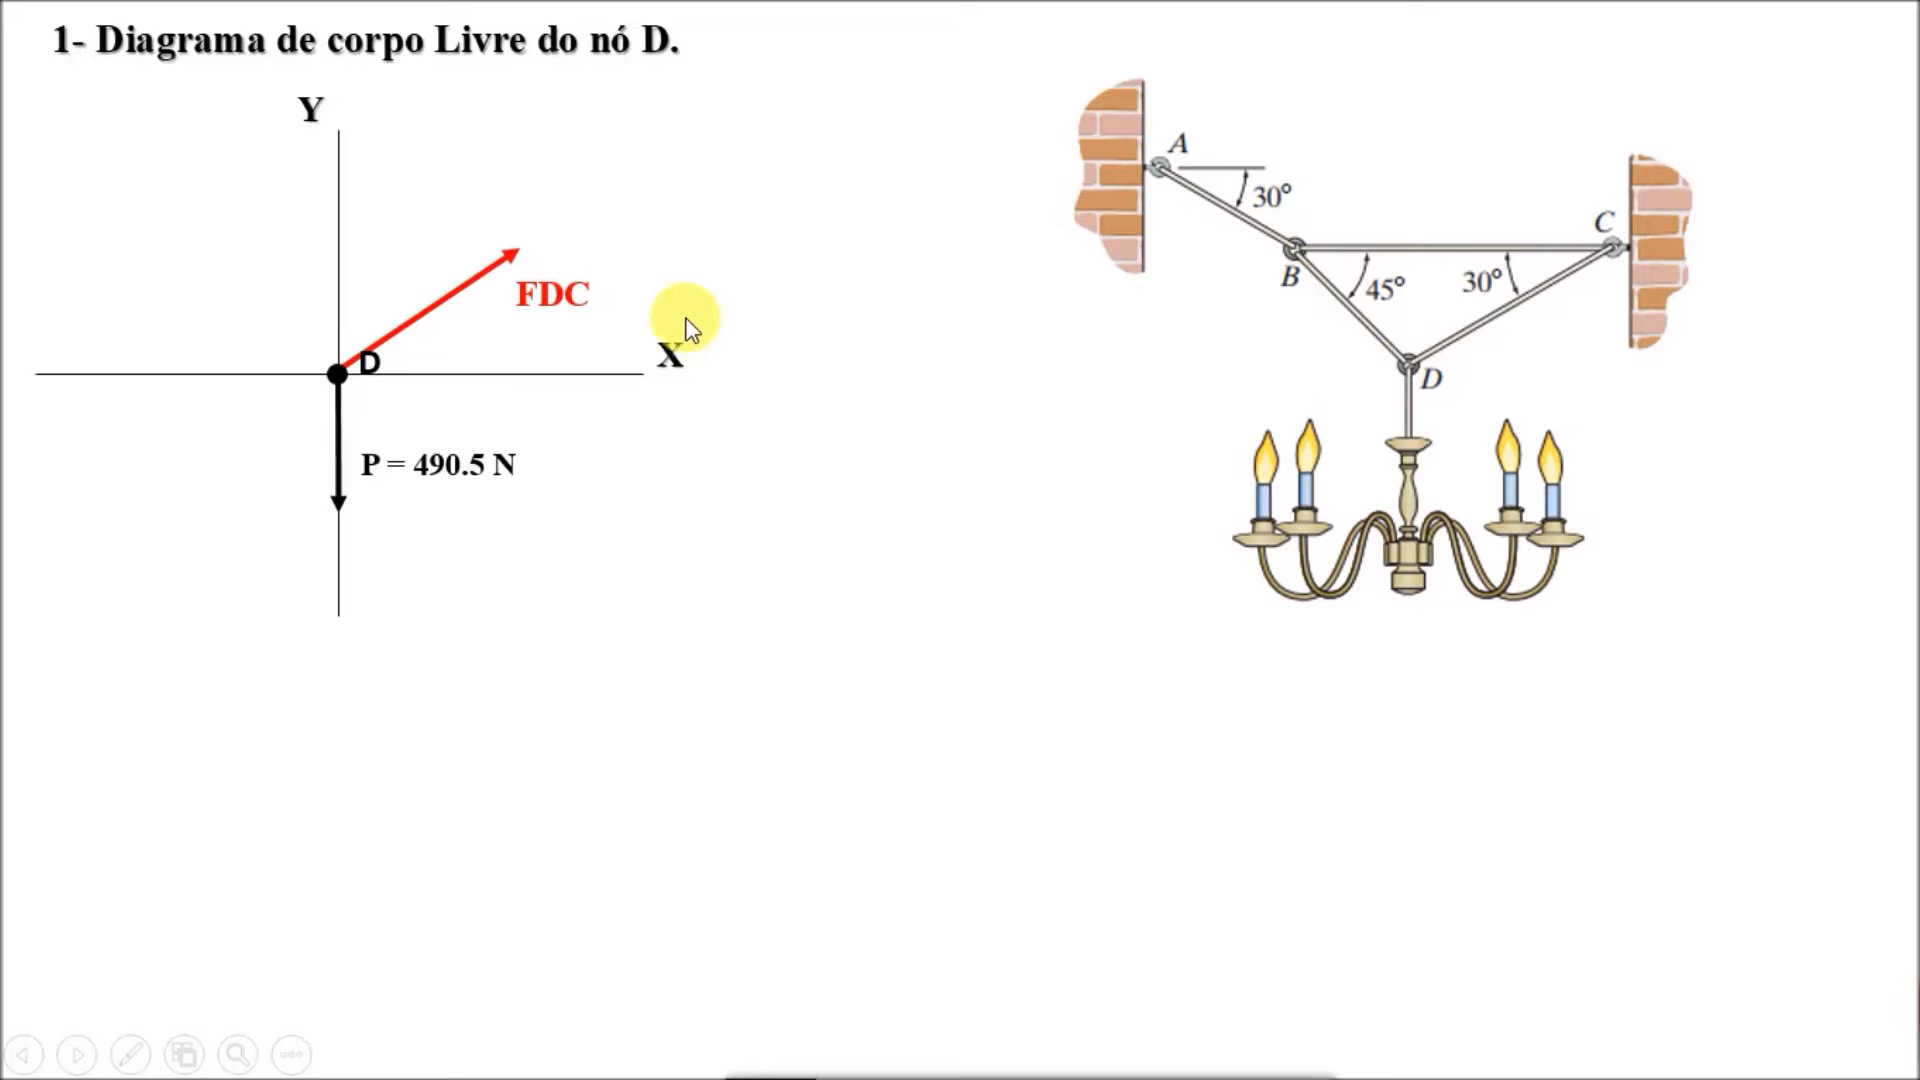 1- Diagrama de corpo Livre do nó D.
Y
FDC
D
X
P = 490.5 N
A
30°
C
B
45°
30°
D